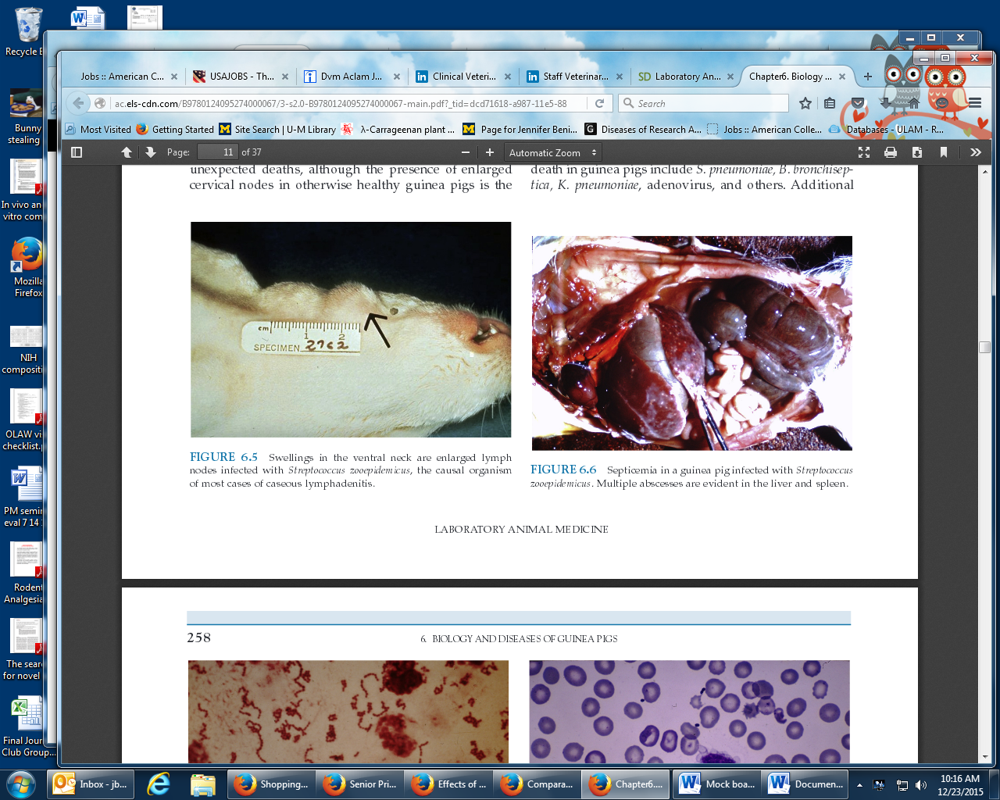 Recycle B
Jobs :: American C...
USAJOBS - Th...
Dvm Aclam J...
Clinical Veteri...
Staff Veterinar...
Laboratory An...
Chapter6. Biology ...
ac.els-cdn.com/B9780124095274000067/3-s2.0-B9780124095274000067-main.pdf?_tid=dcd71618-a987-11e5-88
Search
Most Visited
Getting Started
Site Search | U-M Library
λ-Carrageenan plant ...
Page for Jennifer Beni...
Diseases of Research A...
Jobs :: American Colle...
Databases - ULAM - R...
Page: 11 of 37
Automatic Zoom
Bunny
stealing
In vivo an
vitro com
Mozilla
Firefox
NIH
compositi
OLAW vi
checklist.p
PM semin
eval 7 14
Rodent
Analgesia
The sear
for novel
Final Jour
Club Group...
unexpected deaths, although the presence of enlarged
cervical nodes in otherwise healthy guinea pigs is the
death in guinea pigs include S. pneumoniae, B. bronchisep-
tica, K. pneumoniae, adenovirus, and others. Additional
cm 1 2
SPECIMEN 2762
FIGURE 6.5 Swellings in the ventral neck are enlarged lymph
nodes infected with Streptococcus zooepidemicus, the causal organism
of most cases of caseous lymphadenitis.
FIGURE 6.6 Septicemia in a guinea pig infected with Streptococcus
zooepidemicus. Multiple abscesses are evident in the liver and spleen.
LABORATORY ANIMAL MEDICINE
258
6. BIOLOGY AND DISEASES OF GUINEA PIGS
Inbox - jb...
Shopping...
Senior Pri...
Effects of ...
Compara...
Chapter6....
Mock boa...
Documen...
10:16 AM
12/23/2015